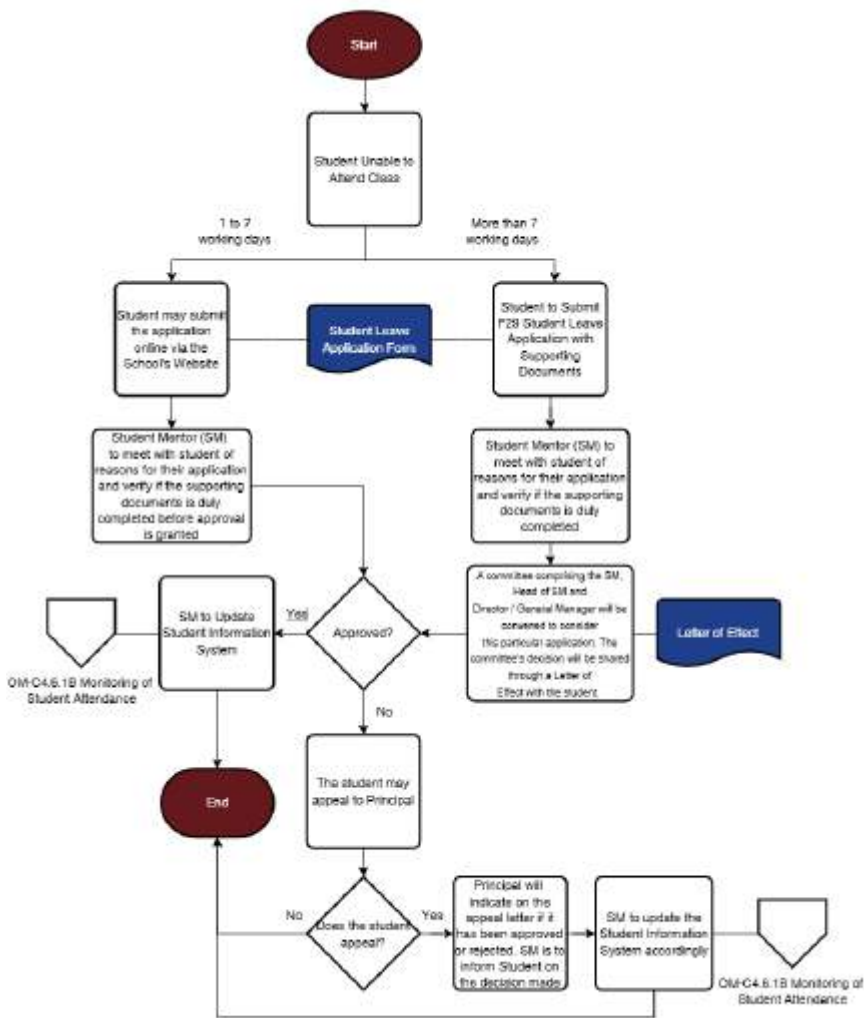 Start
Student Unable to
Attend Class
1 to 7
working days
More than 7
working days
Student may submit
the application
online via the
School's Website
Student Leave
Application Form
Student to Submit
F29 Student Leave
Application with
Supporting
Documents
Student Mentor (SM)
to meet with student of
reasons for their application
and verify if the supporting
documents is duly
completed before approval
is granted
Student Mentor (SM) to
meet with student of
reasons for their application
and verify if the supporting
documents is duly
completed
A committee comprising the SM,
Head of SM and
Director / General Manager will be
convened to consider
this particular application. The
committee's decision will be shared
through a Letter of
Effect with the student
Letter of Effect
Approved?
Yes
SM to Update
Student Information
System
OM-C4.6.1B Monitoring of
Student Attendance
No
The student may
appeal to Principal
End
Does the student
appeal?
No
Yes
Principal will
indicate on the
appeal letter if it
has been approved
or rejected. SM is to
inform Student on
the decision made
SM to update the
Student Information
System accordingly
OM-C4.6.1B Monitoring of
Student Attendance